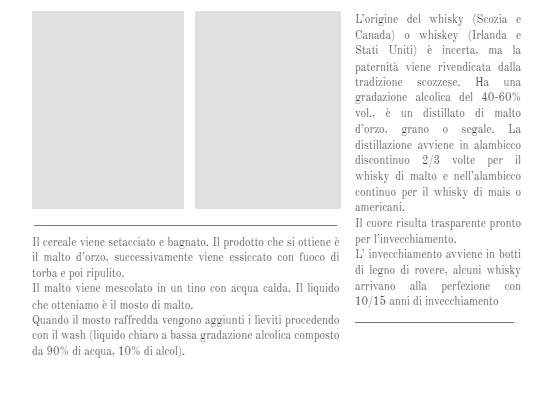 Il cereale viene setacciato e bagnato. Il prodotto che si ottiene è
il malto d'orzo, successivamente viene essiccato con fuoco di
torba e poi ripulito.
Il malto viene mescolato in un tino con acqua calda. Il liquido
che otteniamo è il mosto di malto.
Quando il mosto raffredda vengono aggiunti i lieviti procedendo
con il wash (liquido chiaro a bassa gradazione alcolica composto
da 90% di acqua, 10% di alcol).
L'origine del whisky (Scozia e
Canada) o whiskey (Irlanda e
Stati Uniti) è incerta, ma la
paternità viene rivendicata dalla
tradizione scozzese. Ha una
gradazione alcolica del 40-60%
vol., è un distillato di malto
d'orzo, grano o segale. La
distillazione avviene in alambicco
discontinuo 2/3 volte per il
whisky di malto e nell'alambicco
continuo per il whisky di mais o
americani.
Il cuore risulta trasparente pronto
per l'invecchiamento.
L' invecchiamento avviene in botti
di legno di rovere, alcuni whisky
arrivano alla perfezione con
10/15 anni di invecchiamento